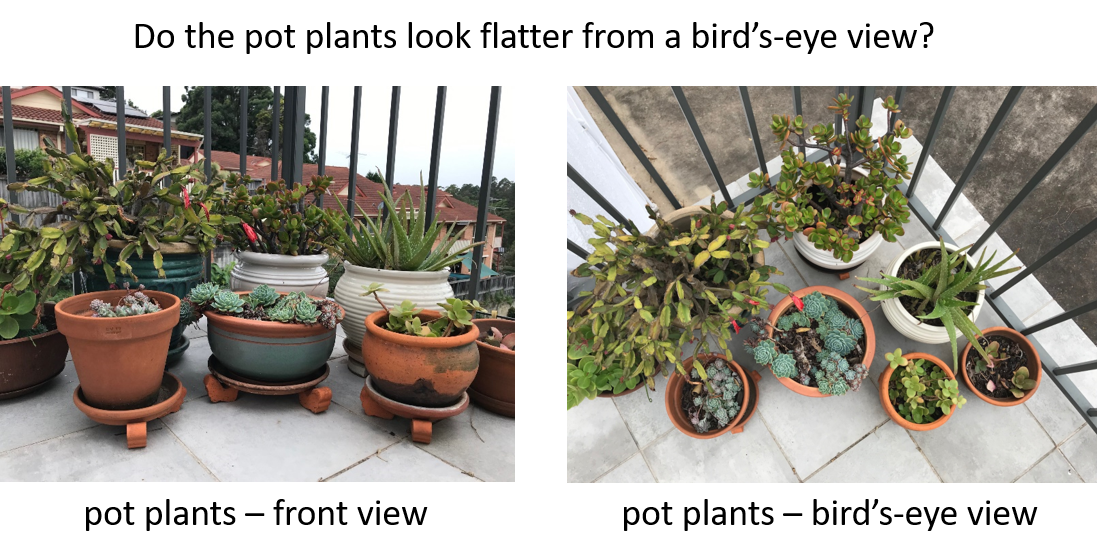 Do the pot plants look flatter from a bird’s-eye view?
pot plants – front view
pot plants – bird’s-eye view